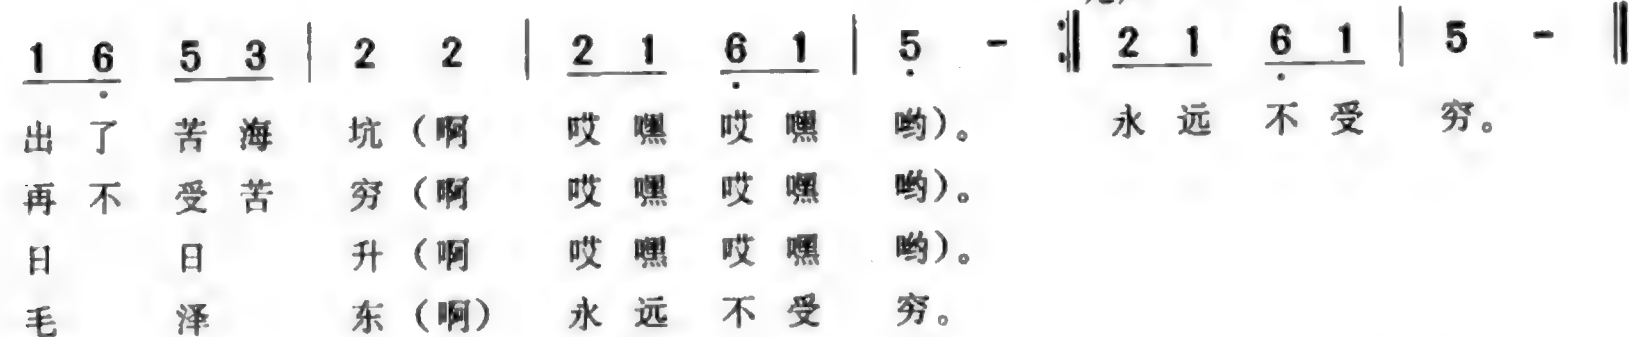 1 6 5 3 | 2 2 | 2 1 6 1 | 5 - :‖ 2 1 6 1 | 5 - ‖
出了 苦海 坑（啊 哎嘿 哎嘿 哟）。 永远 不受 穷。
再不 受苦 穷（啊 哎嘿 哎嘿 哟）。
日 日 升（啊 哎嘿 哎嘿 哟）。
毛 泽 东（啊）永远 不受 穷。